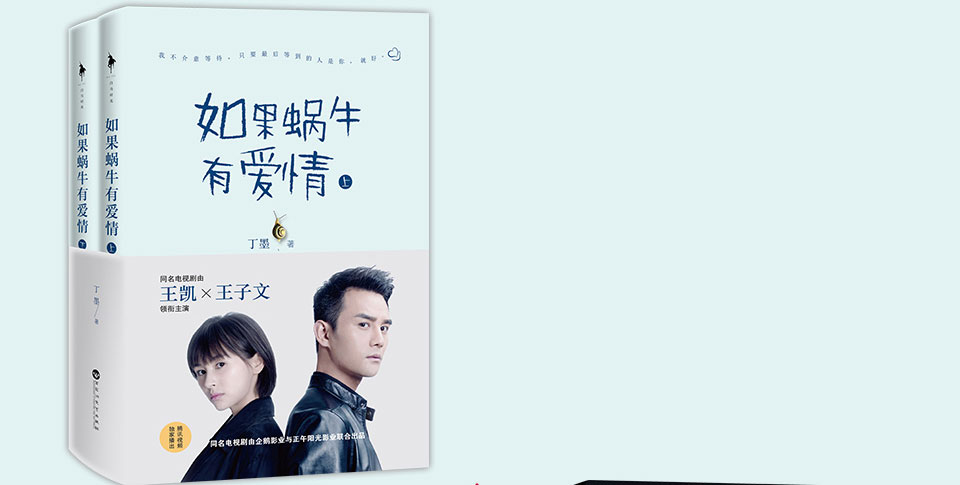 我不介意等待,只要最后等到的人是你,就好。
如果蜗牛
有爱情 上
丁墨 著
如果蜗牛有爱情 下
如果蜗牛有爱情 上
丁墨/著
同名电视剧由
王凯×王子文
领衔主演
腾讯视频
独家播出
同名电视剧由企鹅影业与正午阳光影业联合出品